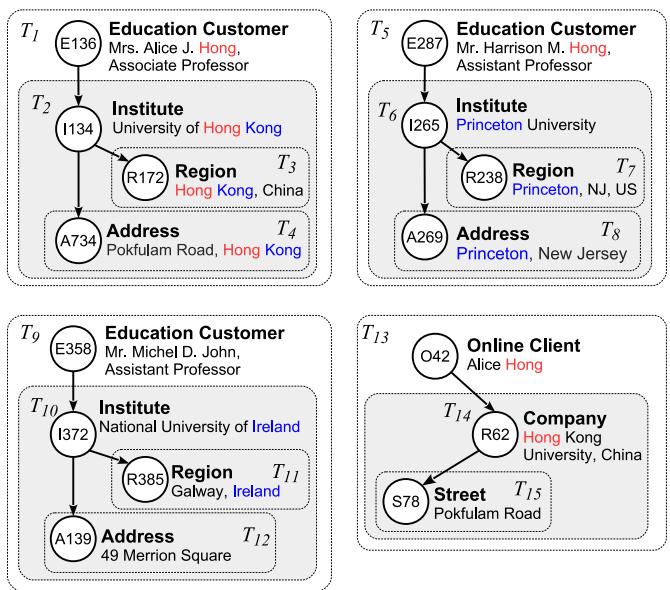 T1
E136
Education Customer
Mrs. Alice J. Hong,
Associate Professor
T2
I134
Institute
University of Hong Kong
R172
Region
T3
Hong Kong, China
A734
Address
T4
Pokfulam Road, Hong Kong
T5
E287
Education Customer
Mr. Harrison M. Hong,
Assistant Professor
T6
I265
Institute
Princeton University
R238
Region
T7
Princeton, NJ, US
A269
Address
T8
Princeton, New Jersey
T9
E358
Education Customer
Mr. Michel D. John,
Assistant Professor
T10
I372
Institute
National University of Ireland
R385
Region
T11
Galway, Ireland
A139
Address
T12
49 Merrion Square
T13
O42
Online Client
Alice Hong
T14
R62
Company
Hong Kong
University, China
S78
Street
T15
Pokfulam Road